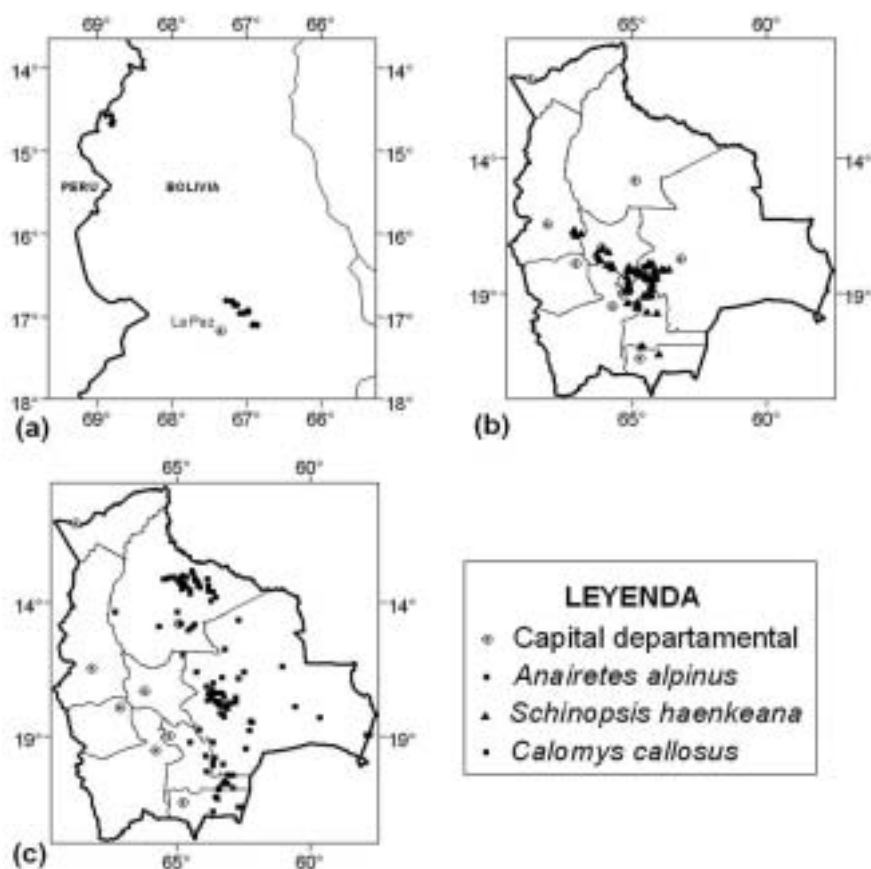 69° 68° 67° 66°
14° 14°
15° 15°
PERU BOLIVIA
16° 16°
17° La Paz 17°
18° 18°
69° 68° 67° 66°
(a)
65° 60°
14° 14°
19° 19°
65° 60°
(b)
65° 60°
14° 14°
19° 19°
65° 60°
(c)
LEYENDA
Capital departamental
Anairetes alpinus
Schinopsis haenkeana
Calomys callosus